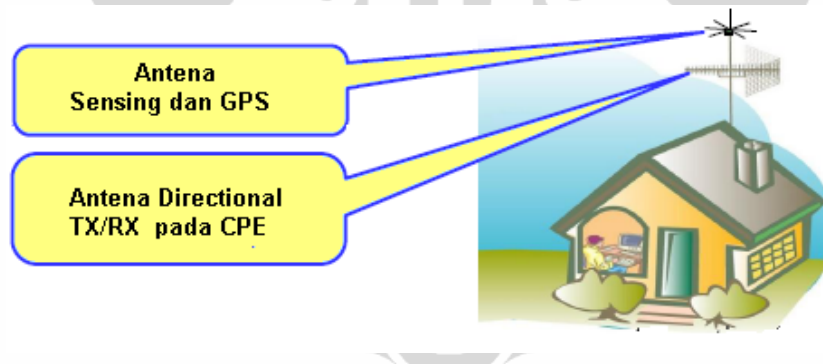 Antena
Sensing dan GPS
Antena Directional
TX/RX pada CPE